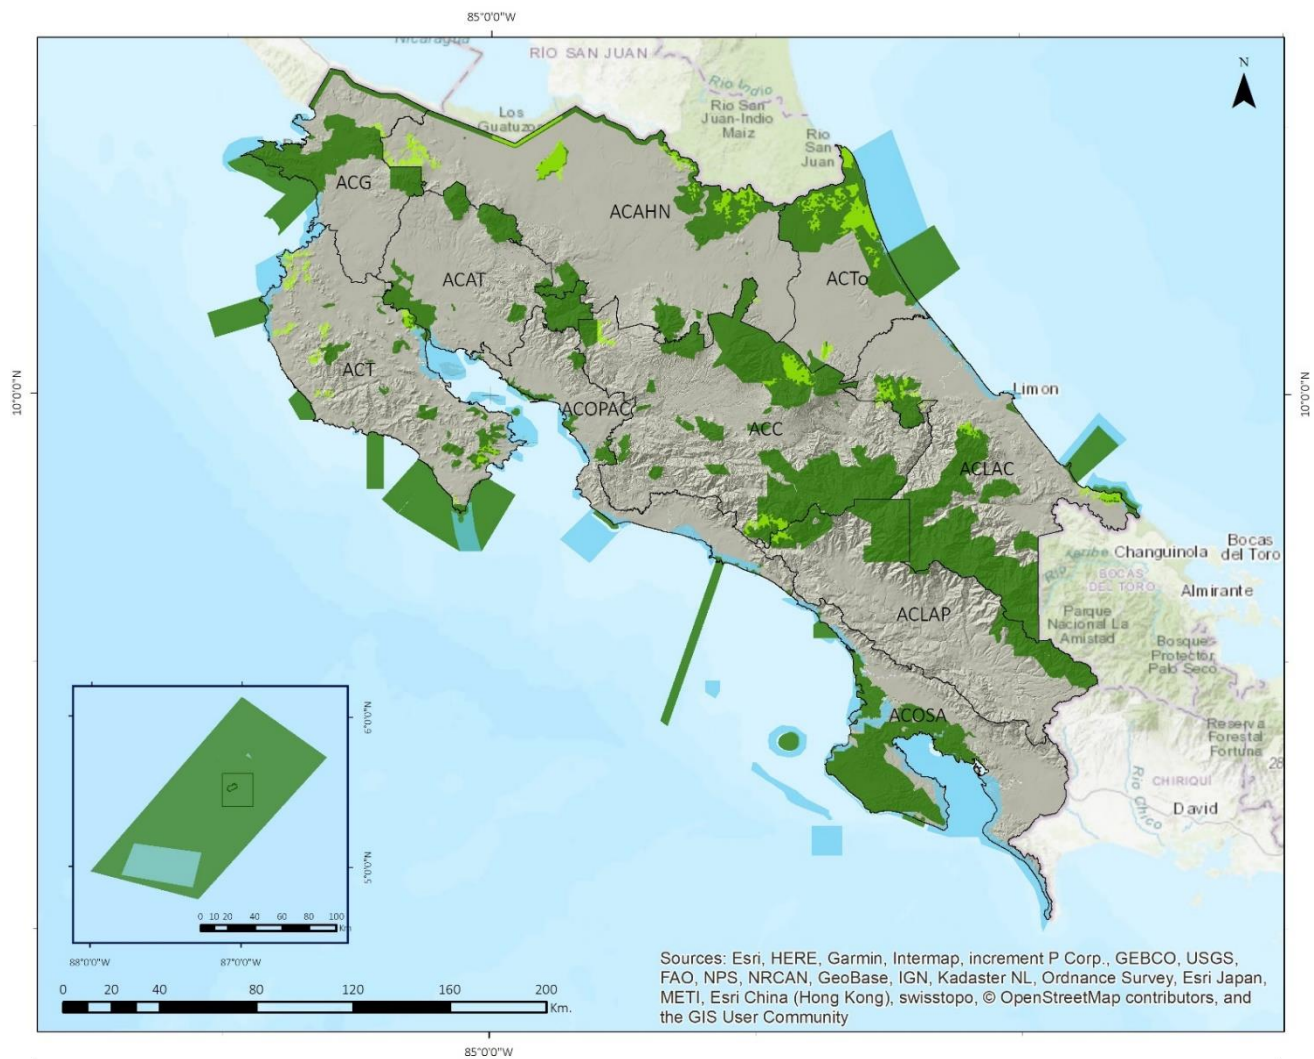 85°0'0"W
Nicaragua
RÍO SAN JUAN
N
Rio Indio
Los
Guatuzo
Rio San
Juan-Indio
Maiz
Rio
San
Juan
ACG
ACAHN
ACAT
ACTo
ACT
Limon
10°0'0"N
10°0'0"N
ACOPAC
ACC
ACLAC
Changuinola
Bocas
del Toro
BOCAS
DEL TORO
Almirante
ACLAP
Parque
Nacional La
Amistad
Bosque
Protector
Palo Seco
ACOSA
Reserva
Forestal
Fortuna
28
CHIRIQUÍ
Río Chico
David
6°0'0"N
5°0'0"N
0 10 20 40 60 80 100
Km
88°0'0"W
87°0'0"W
0 20 40 80 120 160 200
Km.
Sources: Esri, HERE, Garmin, Intermap, increment P Corp., GEBCO, USGS,
FAO, NPS, NRCAN, GeoBase, IGN, Kadaster NL, Ordnance Survey, Esri Japan,
METI, Esri China (Hong Kong), swisstopo, © OpenStreetMap contributors, and
the GIS User Community
85°0'0"W